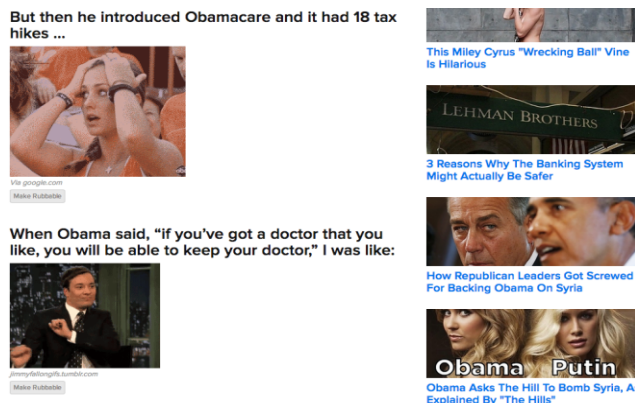 But then he introduced Obamacare and it had 18 tax
hikes ...
Via google.com
Make Rubbable
When Obama said, “if you’ve got a doctor that you
like, you will be able to keep your doctor,” I was like:
jimmyfallongifs.tumblr.com
Make Rubbable
This Miley Cyrus "Wrecking Ball" Vine
Is Hilarious
LEHMAN BROTHERS
3 Reasons Why The Banking System
Might Actually Be Safer
How Republican Leaders Got Screwed
For Backing Obama On Syria
Obama Putin
Obama Asks The Hill To Bomb Syria, A
Explained By "The Hills"